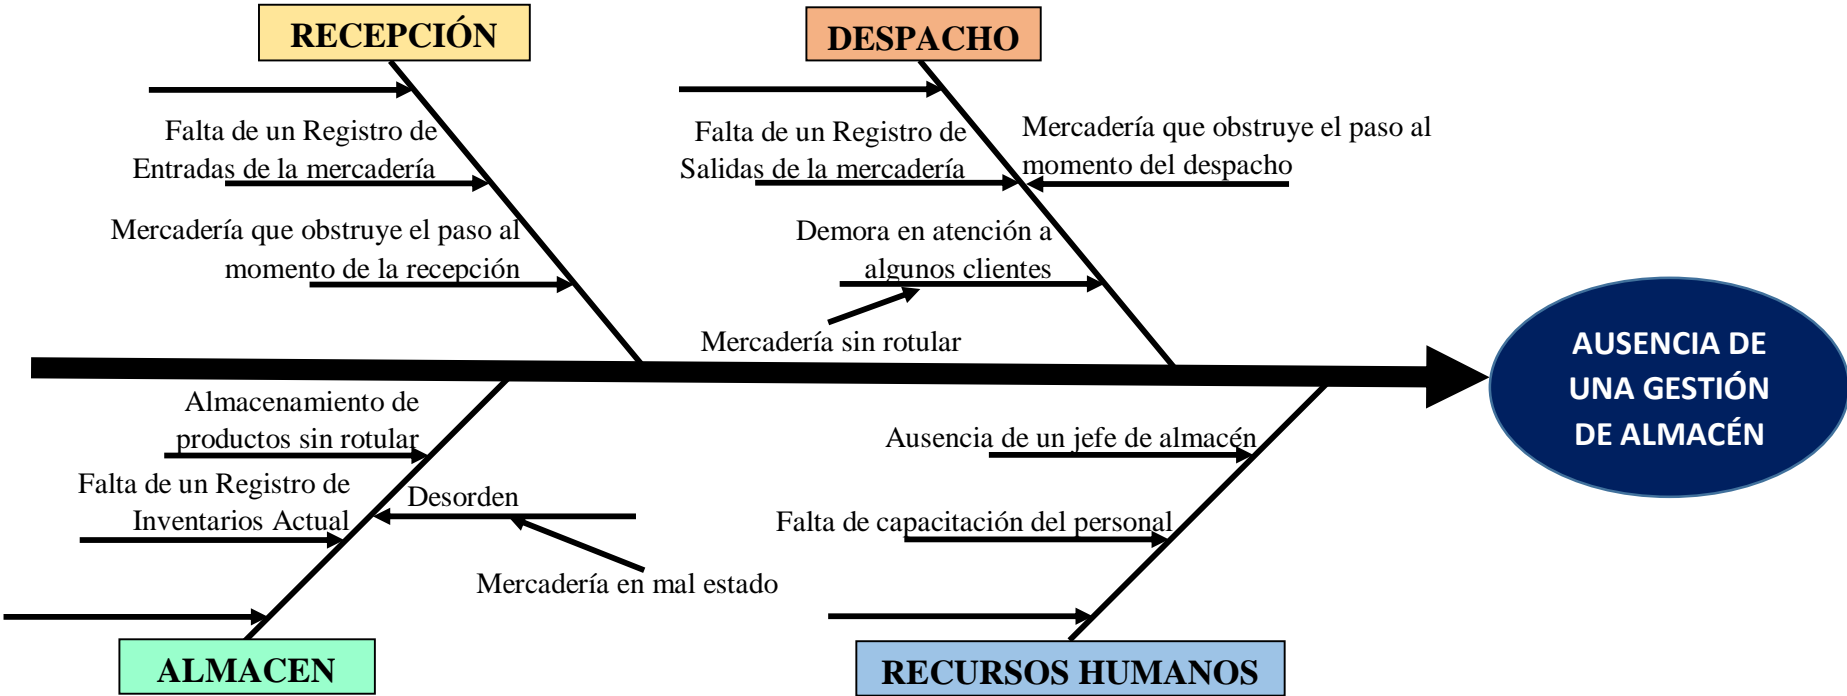 RECEPCIÓN
DESPACHO
Falta de un Registro de
Entradas de la mercadería
Mercadería que obstruye el paso al
momento de la recepción
Falta de un Registro de
Salidas de la mercadería
Mercadería que obstruye el paso al
momento del despacho
Demora en atención a
algunos clientes
Mercadería sin rotular
AUSENCIA DE
UNA GESTIÓN
DE ALMACÉN
Almacenamiento de
productos sin rotular
Falta de un Registro de
Inventarios Actual
Desorden
Mercadería en mal estado
Ausencia de un jefe de almacén
Falta de capacitación del personal
ALMACEN
RECURSOS HUMANOS